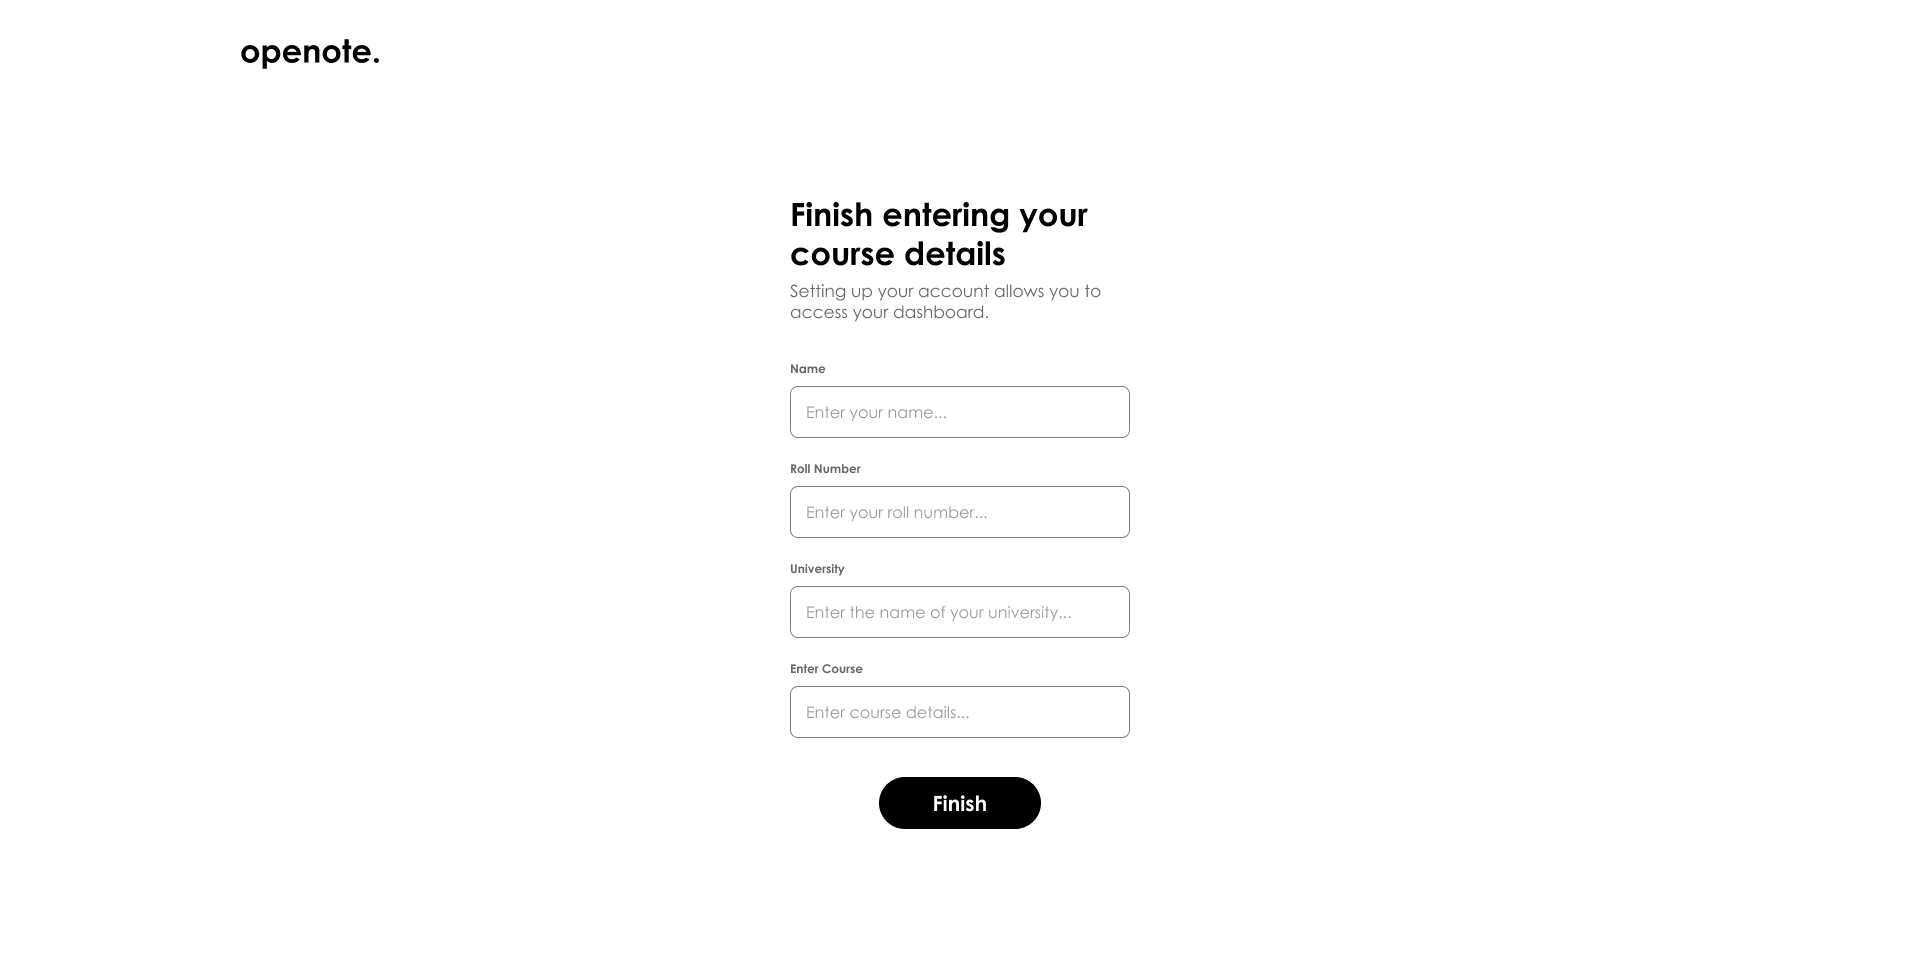 openote.
Finish entering your
course details
Setting up your account allows you to
access your dashboard.
Name
Enter your name...
Roll Number
Enter your roll number...
University
Enter the name of your university...
Enter Course
Enter course details...
Finish